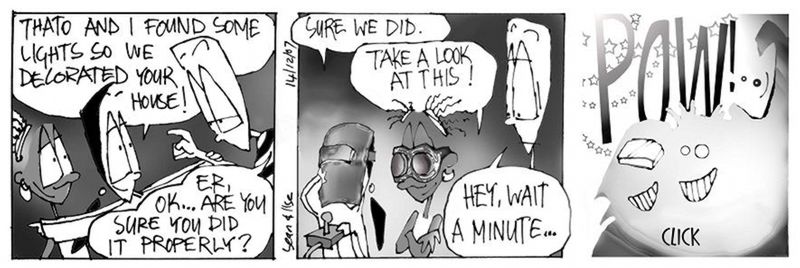 THATO AND I FOUND SOME
LIGHTS SO WE
DECORATED YOUR
HOUSE!
ER,
OK... ARE YOU
SURE YOU DID
IT PROPERLY?
SURE WE DID.
TAKE A LOOK
AT THIS!
HEY, WAIT
A MINUTE...
14/12/07
Sean & Ilse
POW!
CLICK